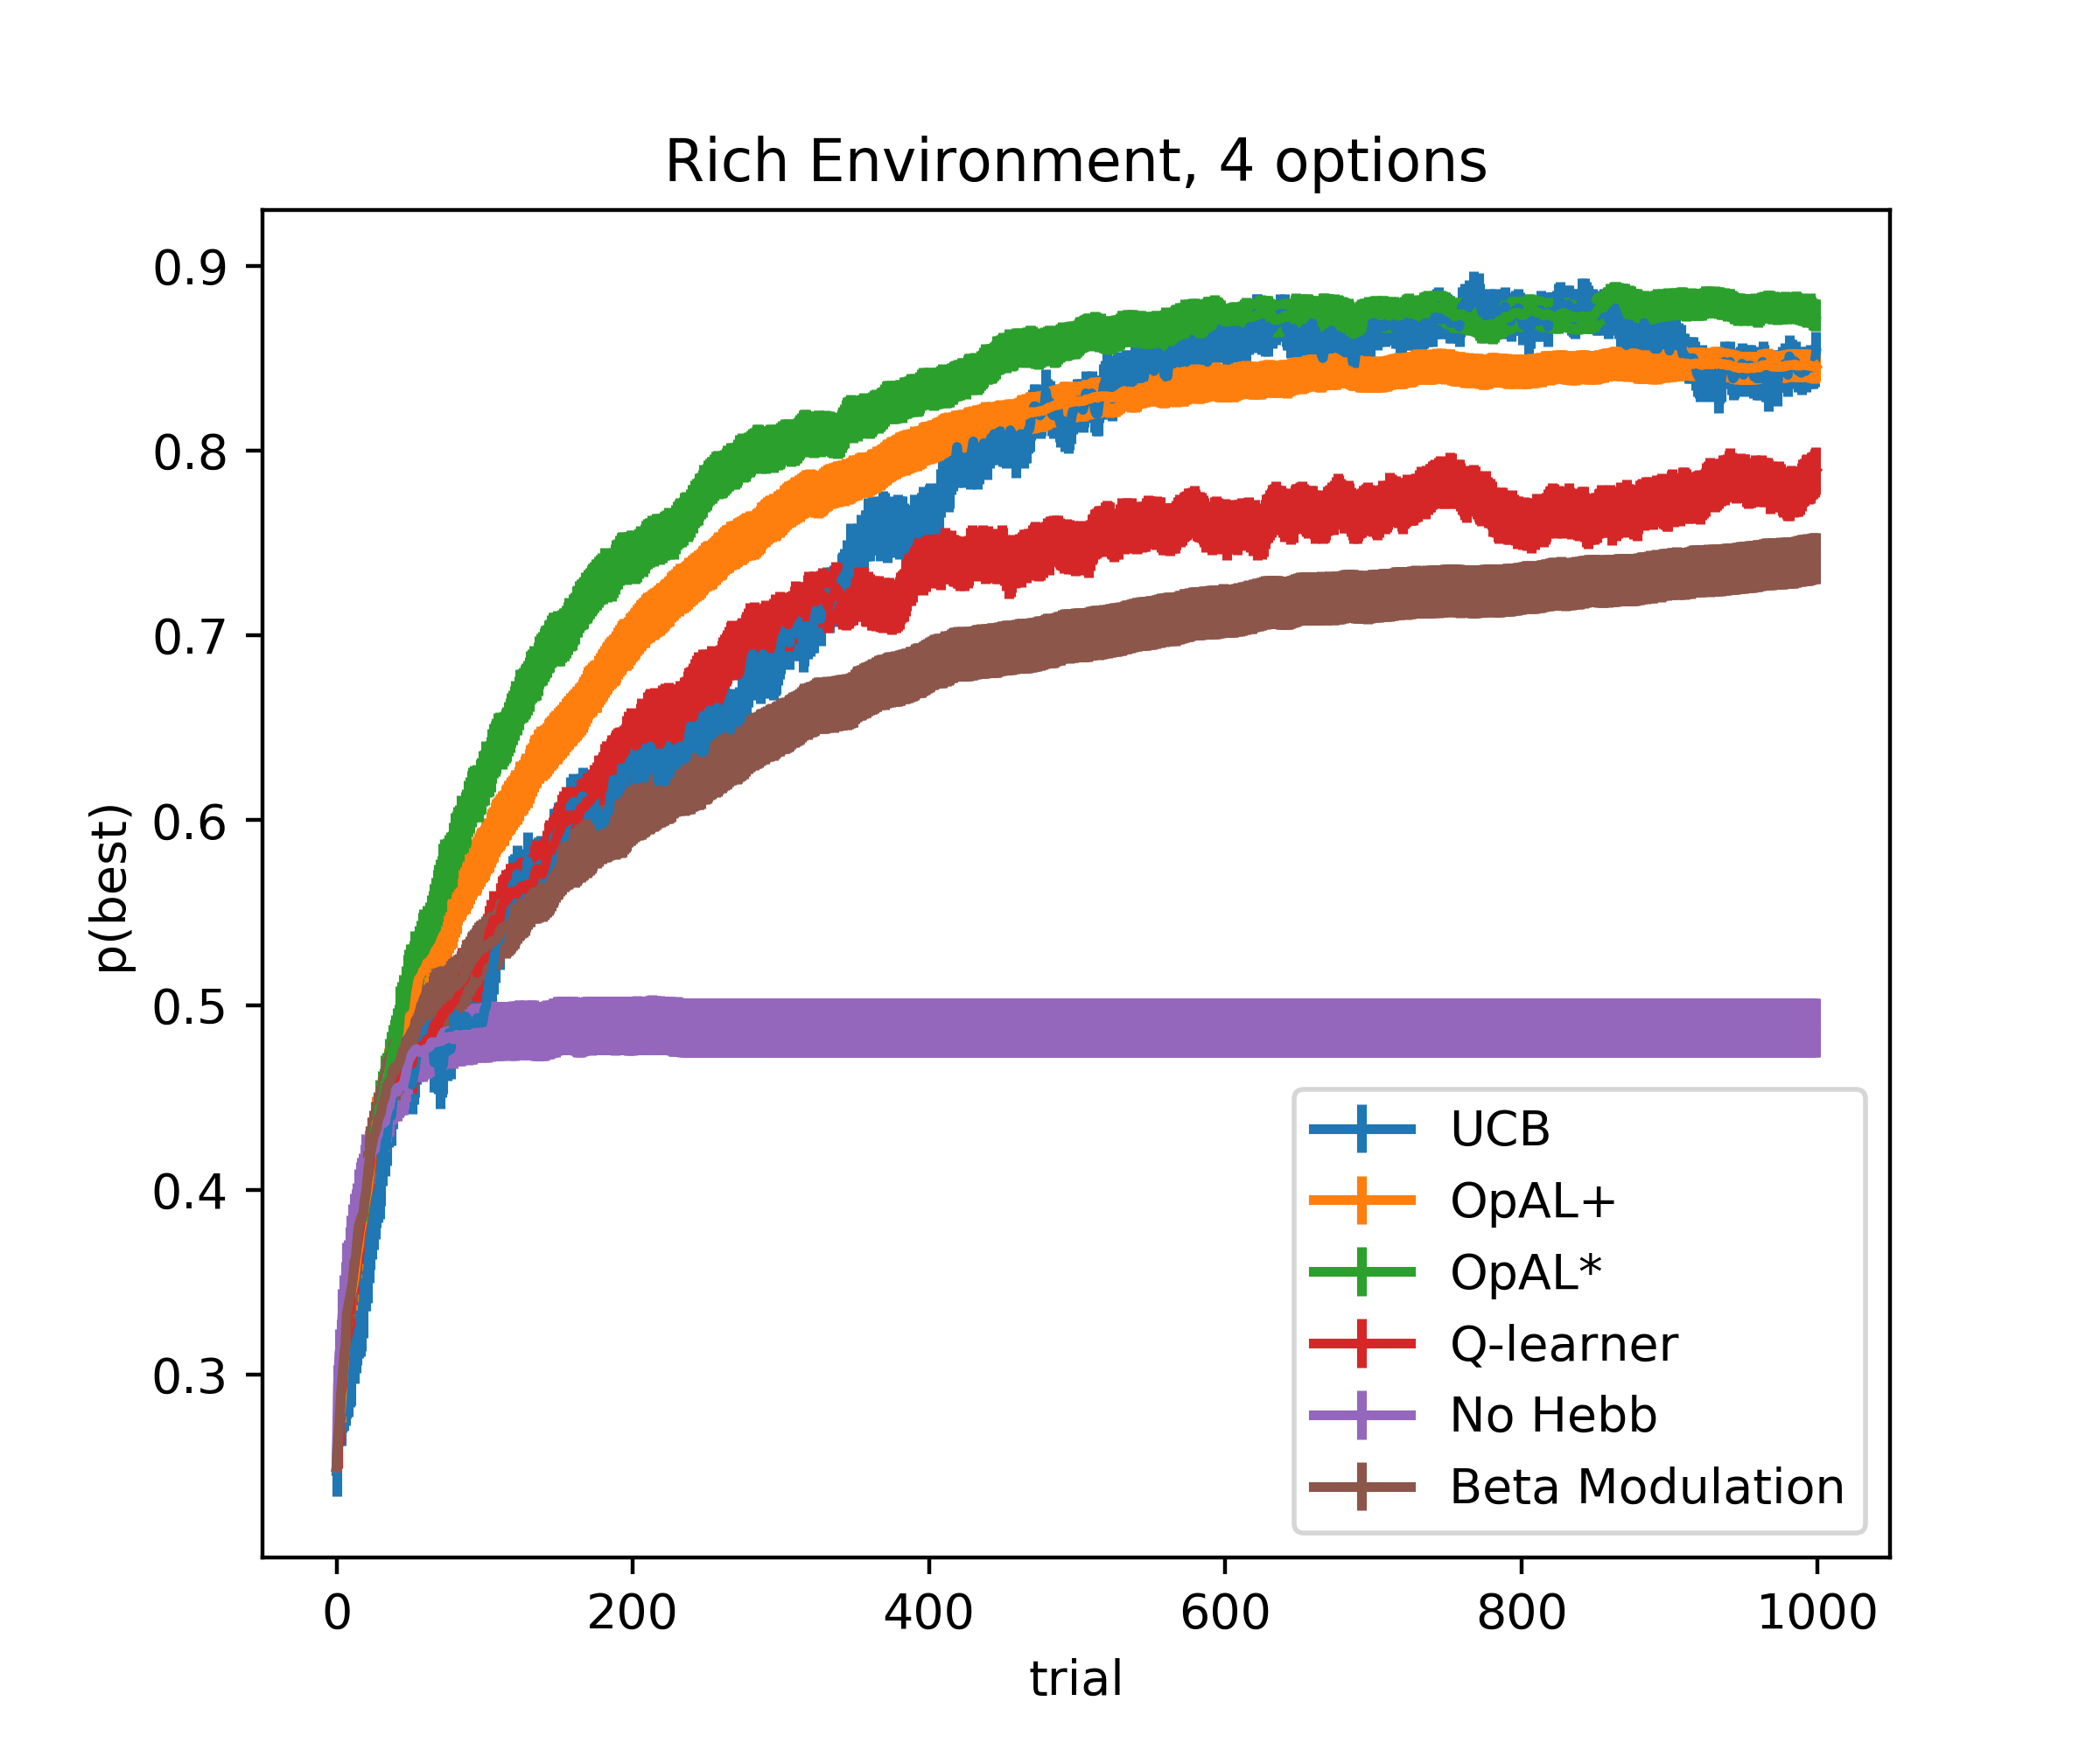 Rich Environment, 4 options
p(best)
0.9
0.8
0.7
0.6
0.5
0.4
0.3
0
200
400
600
800
1000
trial
UCB
OpAL+
OpAL*
Q-learner
No Hebb
Beta Modulation